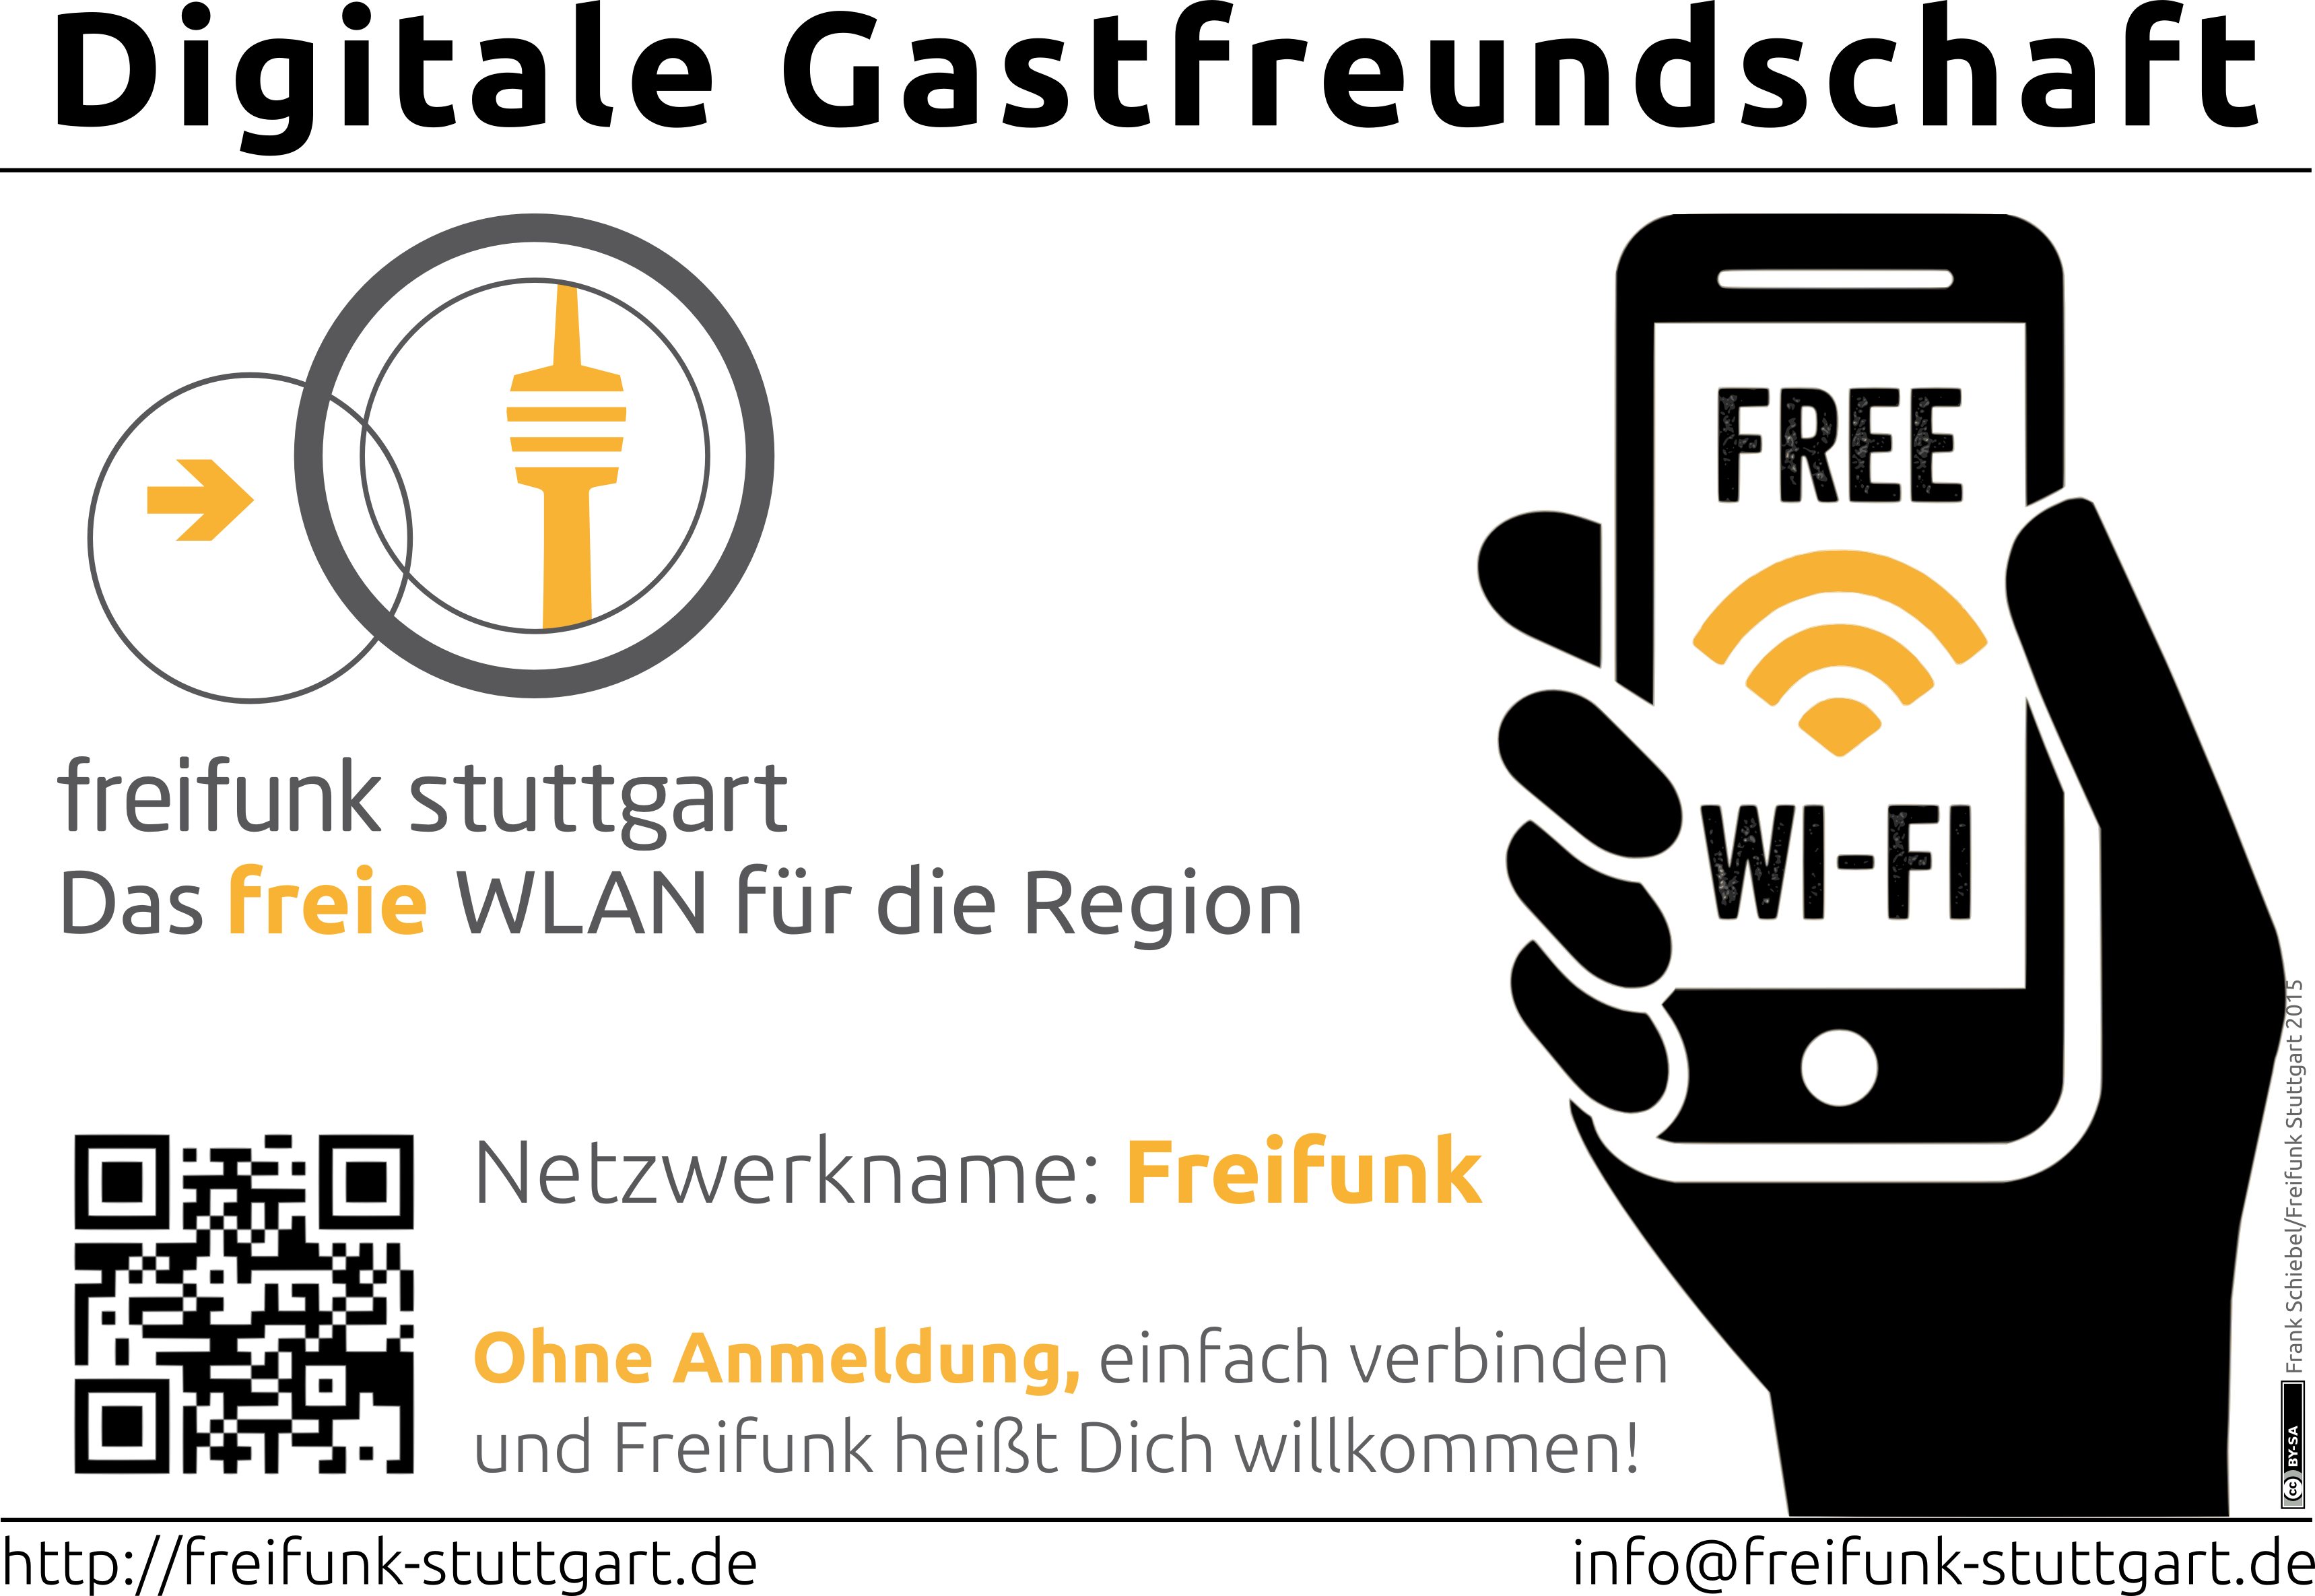 Digitale Gastfreundschaft
FREE
WI-FI
freifunk stuttgart
Das freie WLAN für die Region
Netzwerkname: Freifunk
Ohne Anmeldung, einfach verbinden
und Freifunk heißt Dich willkommen!
Frank Schiebel/Freifunk Stuttgart 2015
cc BY-SA
http://freifunk-stuttgart.de
info@freifunk-stuttgart.de